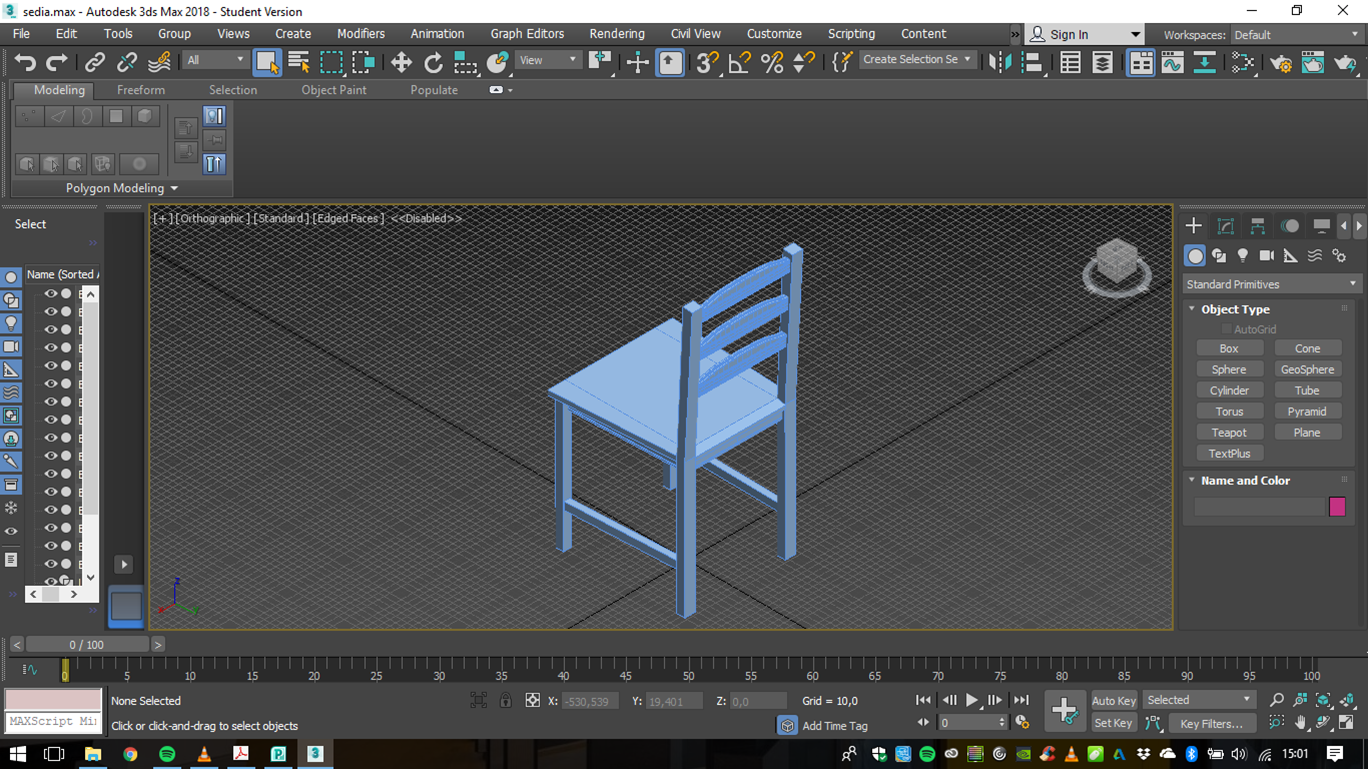 sedia.max - Autodesk 3ds Max 2018 - Student Version
File Edit Tools Group Views Create Modifiers Animation Graph Editors Rendering Civil View Customize Scripting Content » Sign In Workspaces: Default
All View Create Selection Se
Modeling Freeform Selection Object Paint Populate
Polygon Modeling
Select
Name (Sorted A
[+] [Orthographic] [Standard] [Edged Faces] <<Disabled>>
z
x
y
Standard Primitives
Object Type
AutoGrid
Box Cone
Sphere GeoSphere
Cylinder Tube
Torus Pyramid
Teapot Plane
TextPlus
Name and Color
< 0 / 100 >
0 5 10 15 20 25 30 35 40 45 50 55 60 65 70 75 80 85 90 95 100
None Selected X: -530,539 Y: 19,401 Z: 0,0 Grid = 10,0 Auto Key Selected
MAXScript Mi
Click or click-and-drag to select objects Add Time Tag 0 Set Key Key Filters...
15:01